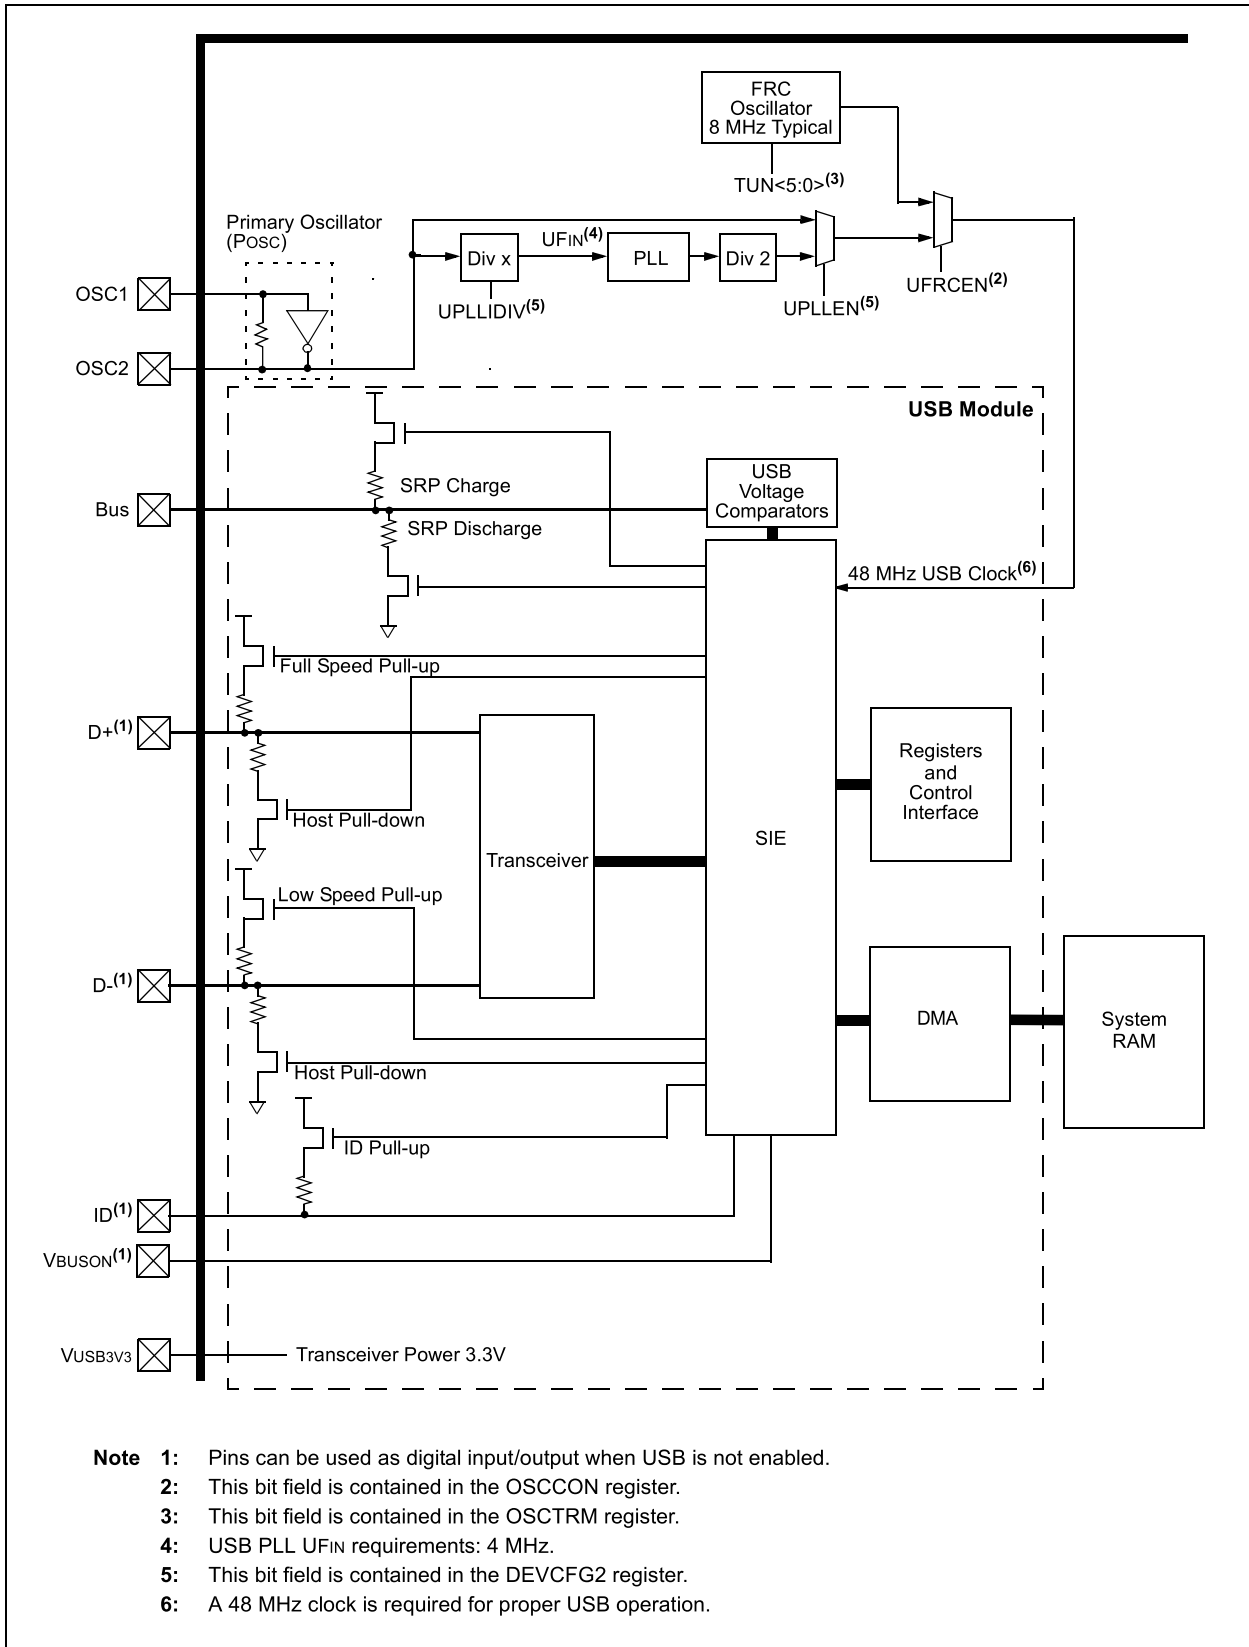 FRC
Oscillator
8 MHz Typical
TUN<5:0>(3)
Primary Oscillator
(POSC)
UFIN(4)
Div x
PLL
Div 2
UPLLIDIV(5)
UPLLEN(5)
UFRCEN(2)
OSC1
OSC2
USB Module
USB
Voltage
Comparators
SRP Charge
Bus
SRP Discharge
48 MHz USB Clock(6)
Full Speed Pull-up
D+(1)
Registers
and
Control
Interface
Host Pull-down
SIE
Transceiver
Low Speed Pull-up
D-(1)
DMA
System
RAM
Host Pull-down
ID Pull-up
ID(1)
VBUSON(1)
VUSB3V3
Transceiver Power 3.3V
Note 1: Pins can be used as digital input/output when USB is not enabled.
2: This bit field is contained in the OSCCON register.
3: This bit field is contained in the OSCTRM register.
4: USB PLL UFIN requirements: 4 MHz.
5: This bit field is contained in the DEVCFG2 register.
6: A 48 MHz clock is required for proper USB operation.